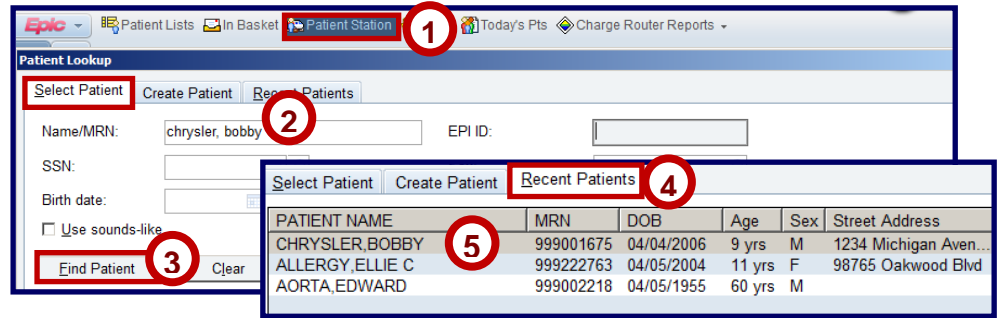 Epic Patient Lists In Basket Patient Station 1 Today's Pts Charge Router Reports
Patient Lookup
Select Patient Create Patient Recent Patients
Name/MRN: chrysler, bobby 2 EPI ID:
SSN:
Birth date:
Use sounds-like
Find Patient 3 Clear
Select Patient Create Patient Recent Patients 4
PATIENT NAME MRN DOB Age Sex Street Address
CHRYSLER,BOBBY 5 999001675 04/04/2006 9 yrs M 1234 Michigan Aven...
ALLERGY,ELLIE C 999222763 04/05/2004 11 yrs F 98765 Oakwood Blvd
AORTA,EDWARD 999002218 04/05/1955 60 yrs M